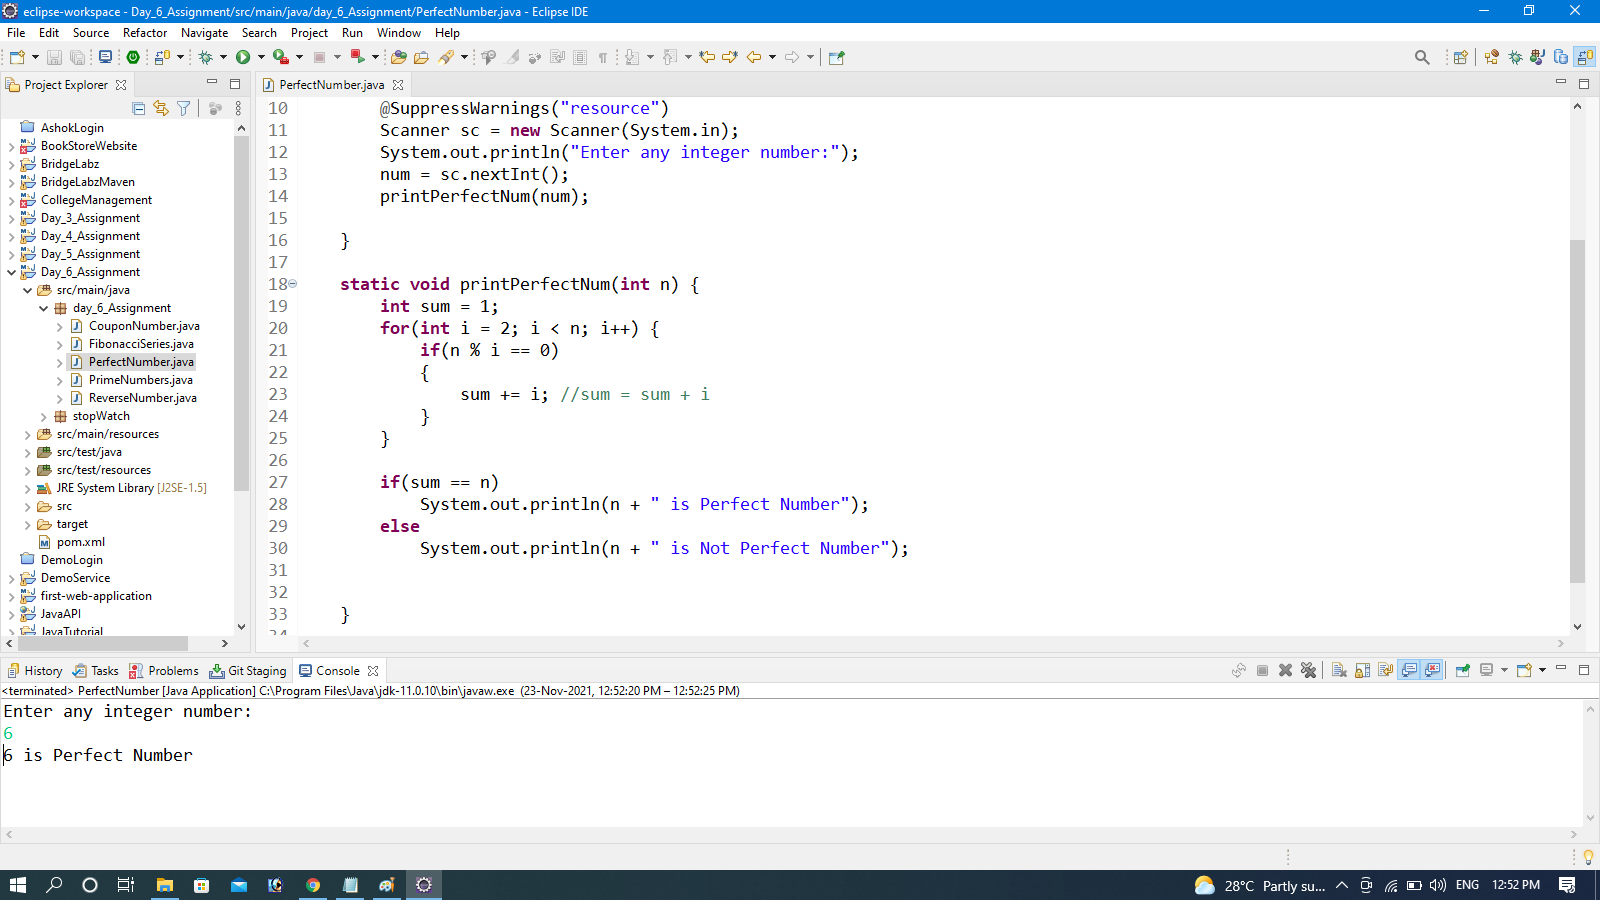 eclipse-workspace - Day_6_Assignment/src/main/java/day_6_Assignment/PerfectNumber.java - Eclipse IDE
File Edit Source Refactor Navigate Search Project Run Window Help
Project Explorer
AshokLogin
BookStoreWebsite
BridgeLabz
BridgeLabzMaven
CollegeManagement
Day_3_Assignment
Day_4_Assignment
Day_5_Assignment
Day_6_Assignment
src/main/java
day_6_Assignment
CouponNumber.java
FibonacciSeries.java
PerfectNumber.java
PrimeNumbers.java
ReverseNumber.java
stopWatch
src/main/resources
src/test/java
src/test/resources
JRE System Library [J2SE-1.5]
src
target
pom.xml
DemoLogin
DemoService
first-web-application
JavaAPI
JavaTutorial
PerfectNumber.java
10 @SuppressWarnings("resource")
11 Scanner sc = new Scanner(System.in);
12 System.out.println("Enter any integer number:");
13 num = sc.nextInt();
14 printPerfectNum(num);
15
16 }
17
18 static void printPerfectNum(int n) {
19 int sum = 1;
20 for(int i = 2; i < n; i++) {
21 if(n % i == 0)
22 {
23 sum += i; //sum = sum + i
24 }
25 }
26
27 if(sum == n)
28 System.out.println(n + " is Perfect Number");
29 else
30 System.out.println(n + " is Not Perfect Number");
31
32
33 }
34
History Tasks Problems Git Staging Console
<terminated> PerfectNumber [Java Application] C:\Program Files\Java\jdk-11.0.10\bin\javaw.exe (23-Nov-2021, 12:52:20 PM – 12:52:25 PM)
Enter any integer number:
6
6 is Perfect Number
28°C Partly su... ENG 12:52 PM